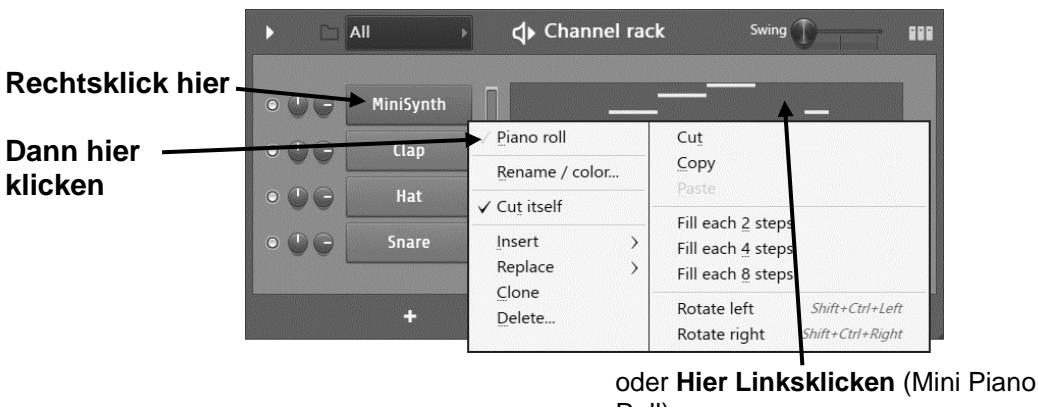 All
Channel rack
Swing
Rechtsklick hier
MiniSynth
Dann hier
klicken
Clap
Hat
Snare
+
Piano roll
Rename / color...
Cut itself
Insert
Replace
Clone
Delete...
Cut
Copy
Paste
Fill each 2 steps
Fill each 4 steps
Fill each 8 steps
Rotate left Shift+Ctrl+Left
Rotate right Shift+Ctrl+Right
oder Hier Linksklicken (Mini Piano